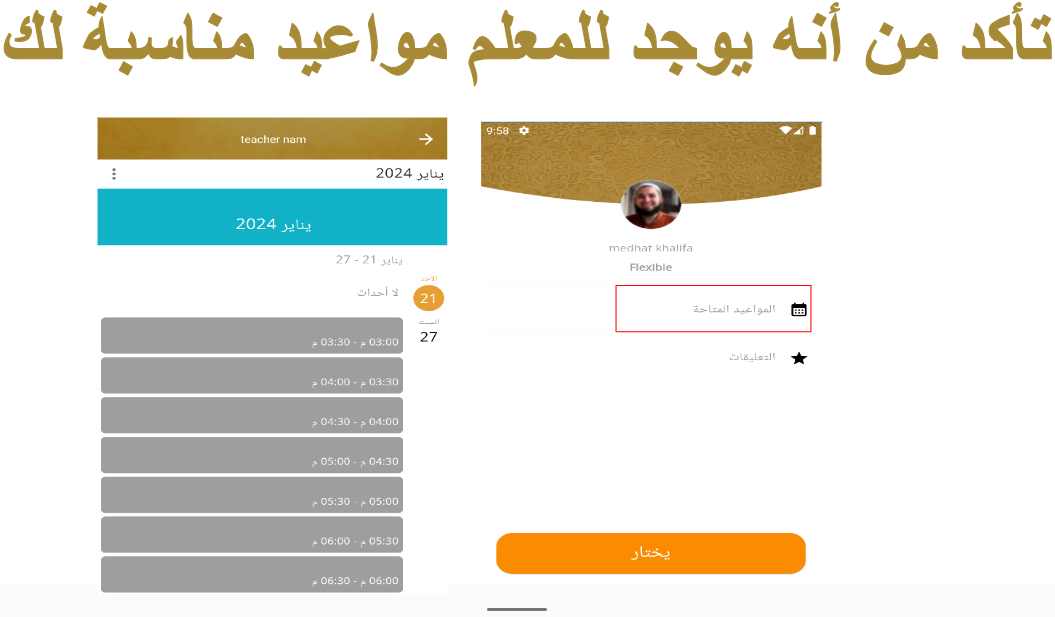 تأكد من أنه يوجد للمعلم مواعيد مناسبة لك
9:58
medhat khalifa
Flexible
المواعيد المتاحة
التعليقات
يختار
teacher nam
يناير 2024
يناير 2024
يناير 21 - 27
الأحد
21
لا أحداث
السبت
27
03:00 م - 03:30 م
03:30 م - 04:00 م
04:00 م - 04:30 م
04:30 م - 05:00 م
05:00 م - 05:30 م
05:30 م - 06:00 م
06:00 م - 06:30 م